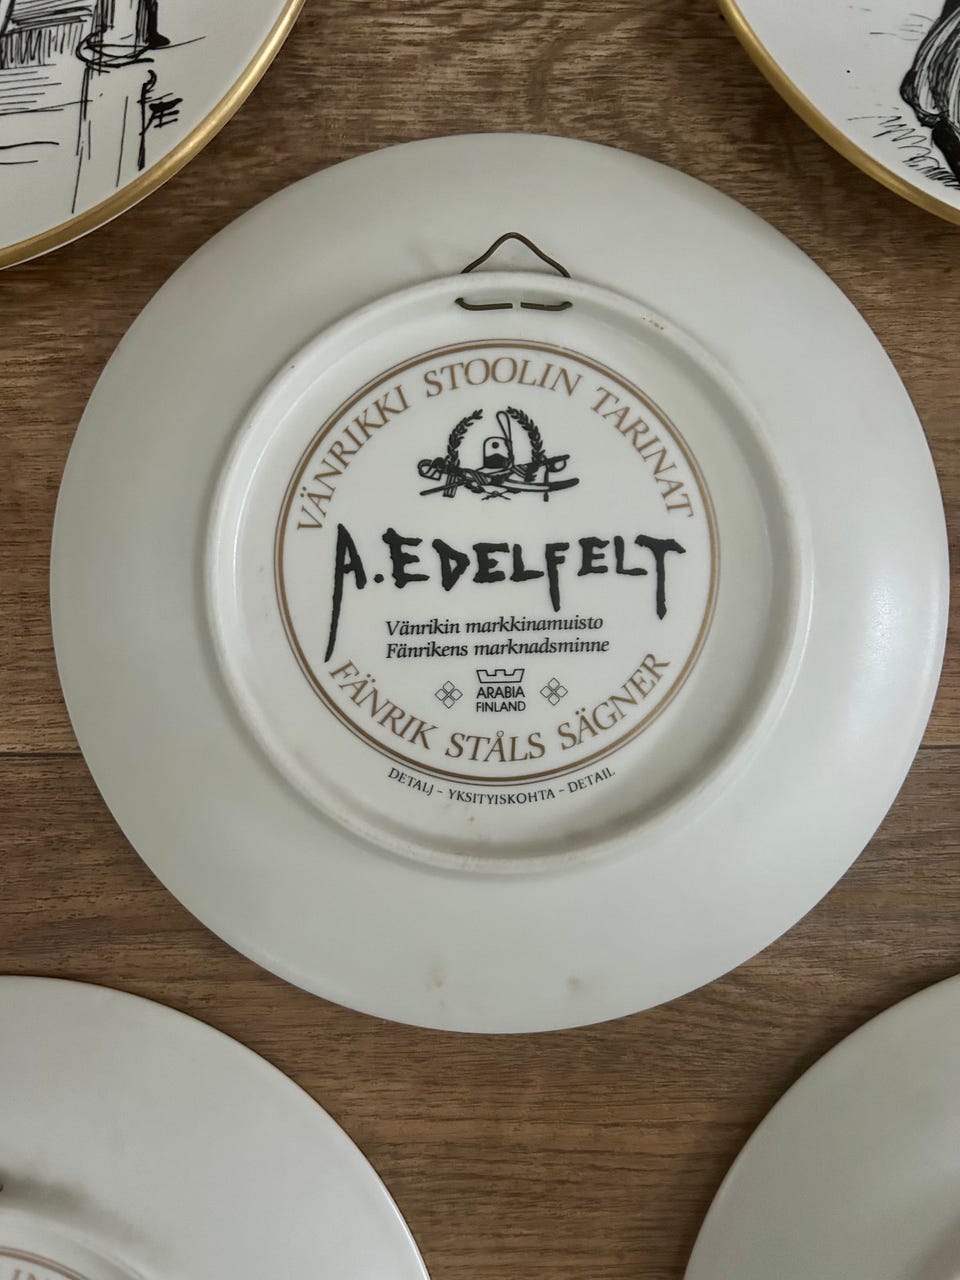 VÄNRIKKI STOOLIN TARINAT
A.EDELFELT
Vänrikin markkinamuisto
Fänrikens marknadsminne
ARABIA
FINLAND
FÄNRIK STÅLS SÄGNER
DETALJ – YKSITYISKOHTA – DETAIL